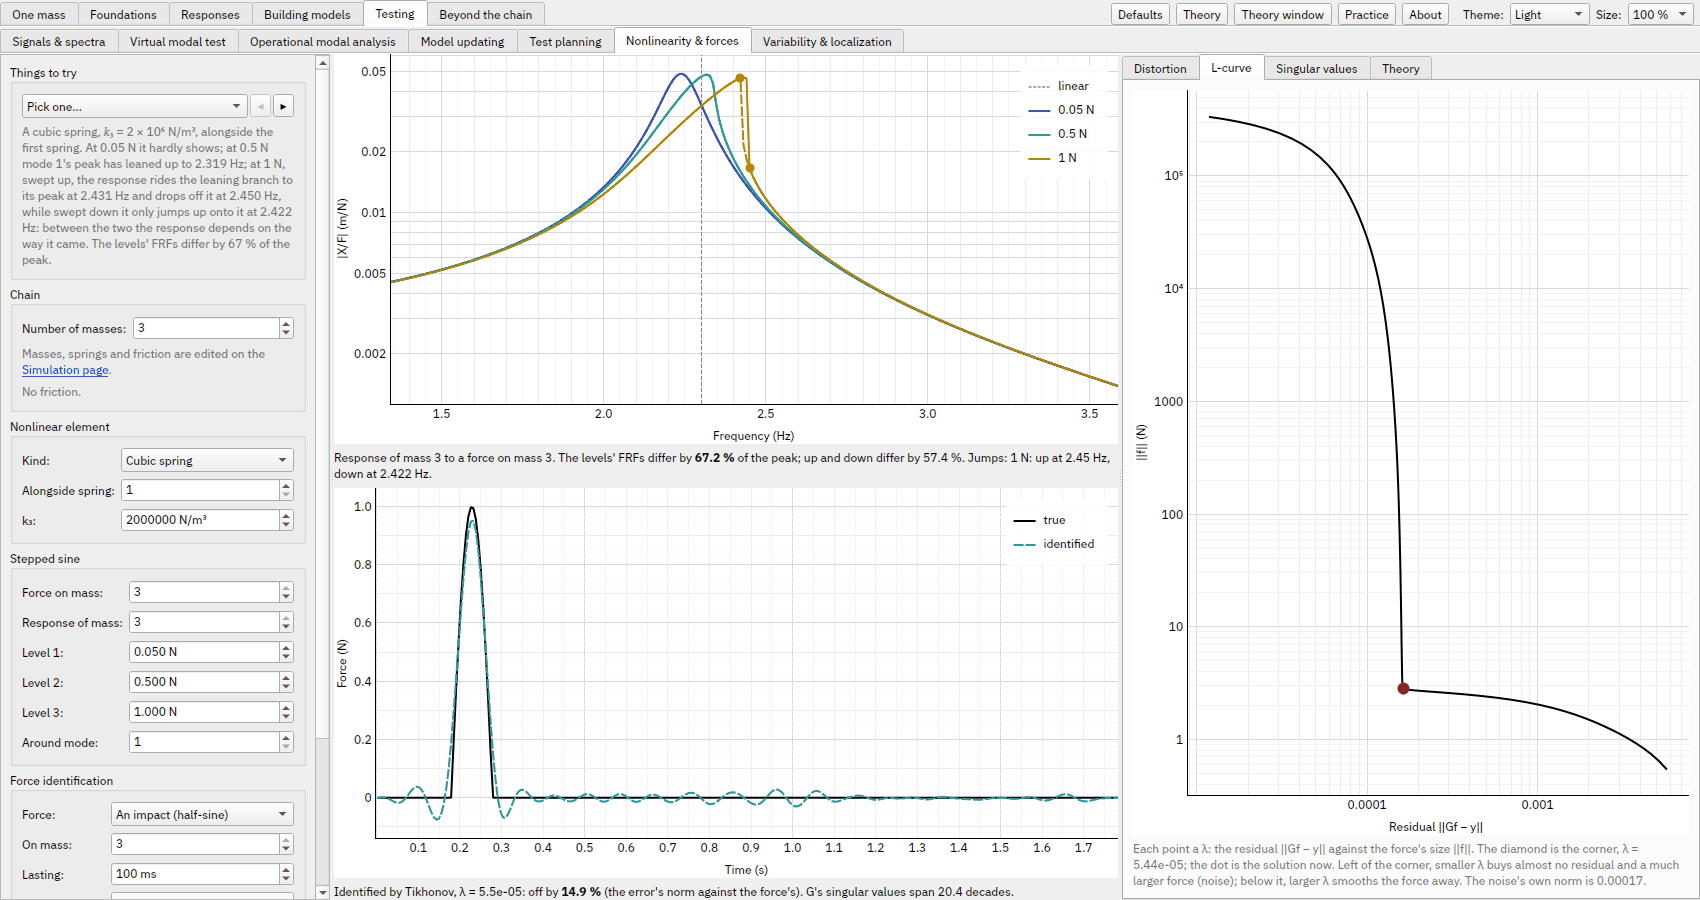 One mass
Foundations
Responses
Building models
Testing
Beyond the chain
Defaults
Theory
Theory window
Practice
About
Theme:
Light
Size:
100 %
Signals & spectra
Virtual modal test
Operational modal analysis
Model updating
Test planning
Nonlinearity & forces
Variability & localization
Things to try
Pick one...
A cubic spring, k₃ = 2 × 10⁶ N/m³, alongside the
first spring. At 0.05 N it hardly shows; at 0.5 N
mode 1's peak has leaned up to 2.319 Hz; at 1 N,
swept up, the response rides the leaning branch to
its peak at 2.431 Hz and drops off it at 2.450 Hz,
while swept down it only jumps up onto it at 2.422
Hz: between the two the response depends on the
way it came. The levels' FRFs differ by 67 % of the
peak.
Chain
Number of masses:
3
Masses, springs and friction are edited on the
Simulation page.
No friction.
Nonlinear element
Kind:
Cubic spring
Alongside spring:
1
k₃:
2000000 N/m³
Stepped sine
Force on mass:
3
Response of mass:
3
Level 1:
0.050 N
Level 2:
0.500 N
Level 3:
1.000 N
Around mode:
1
Force identification
Force:
An impact (half-sine)
On mass:
3
Lasting:
100 ms
|X/F| (m/N)
0.05
0.02
0.01
0.005
0.002
1.5
2.0
2.5
3.0
3.5
Frequency (Hz)
linear
0.05 N
0.5 N
1 N
Response of mass 3 to a force on mass 3. The levels' FRFs differ by 67.2 % of the peak; up and down differ by 57.4 %. Jumps: 1 N: up at 2.45 Hz,
down at 2.422 Hz.
Force (N)
1.0
0.8
0.6
0.4
0.2
0
0.1
0.2
0.3
0.4
0.5
0.6
0.7
0.8
0.9
1.0
1.1
1.2
1.3
1.4
1.5
1.6
1.7
Time (s)
true
identified
Identified by Tikhonov, λ = 5.5e-05: off by 14.9 % (the error's norm against the force's). G's singular values span 20.4 decades.
Distortion
L-curve
Singular values
Theory
||f|| (N)
10⁵
10⁴
1000
100
10
1
0.0001
0.001
Residual ||Gf − y||
Each point a λ: the residual ||Gf − y|| against the force's size ||f||. The diamond is the corner, λ =
5.44e-05; the dot is the solution now. Left of the corner, smaller λ buys almost no residual and a much
larger force (noise); below it, larger λ smooths the force away. The noise's own norm is 0.00017.